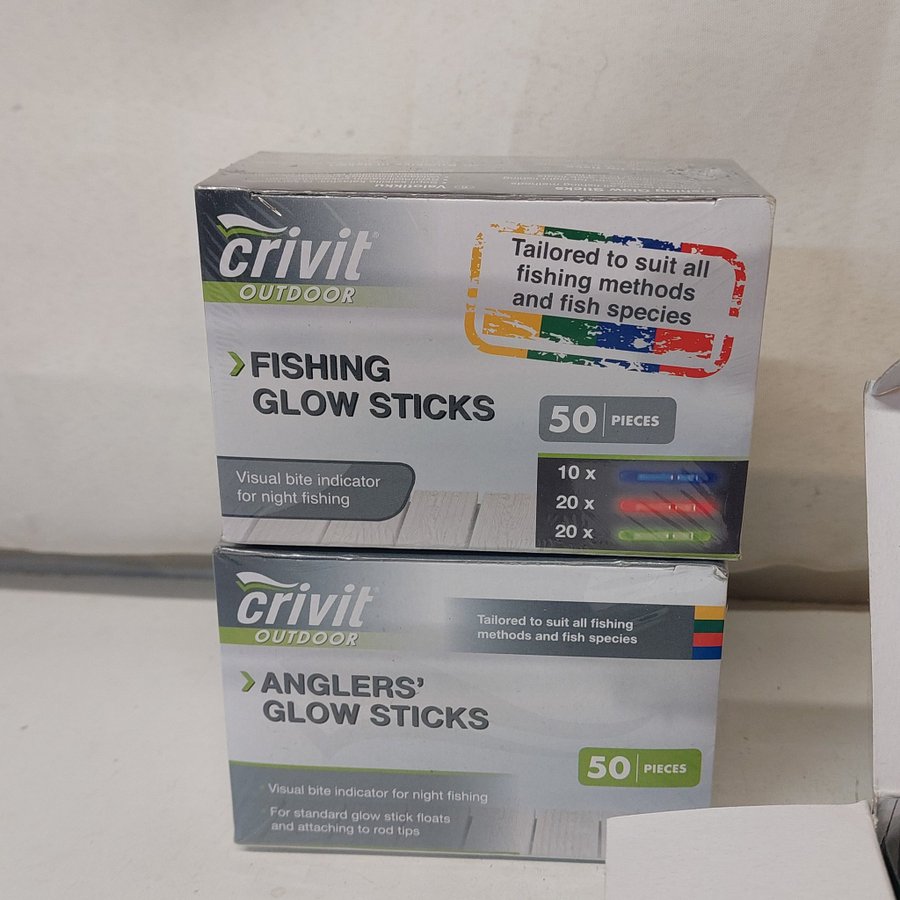 crivit®
OUTDOOR
Tailored to suit all
fishing methods
and fish species
FISHING
GLOW STICKS
50 PIECES
Visual bite indicator
for night fishing
10 x
20 x
20 x
crivit®
OUTDOOR
Tailored to suit all fishing
methods and fish species
ANGLERS’
GLOW STICKS
50 PIECES
Visual bite indicator for night fishing
For standard glow stick floats
and attaching to rod tips